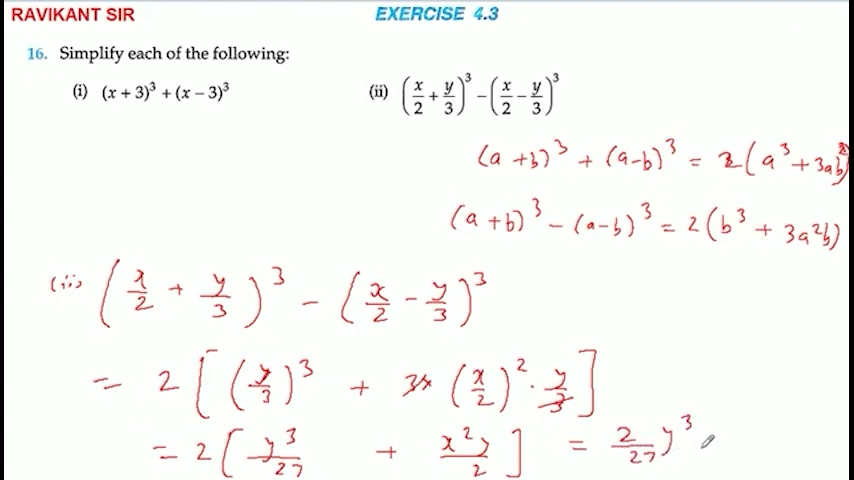 RAVIKANT SIR EXERCISE 4.3
16. Simplify each of the following:
(i) (x + 3)³ + (x − 3)³ (ii) (x/2 + y/3)³ − (x/2 − y/3)³
(a+b)³ + (a-b)³ = 2(a³ + 3ab²)
(a+b)³ - (a-b)³ = 2(b³ + 3a²b)
(ii) (x/2 + y/3)³ - (x/2 - y/3)³
= 2[(y/3)³ + 3×(x/2)²·y/3]
= 2[y³/27 + x²y/2] = 2/27 y³